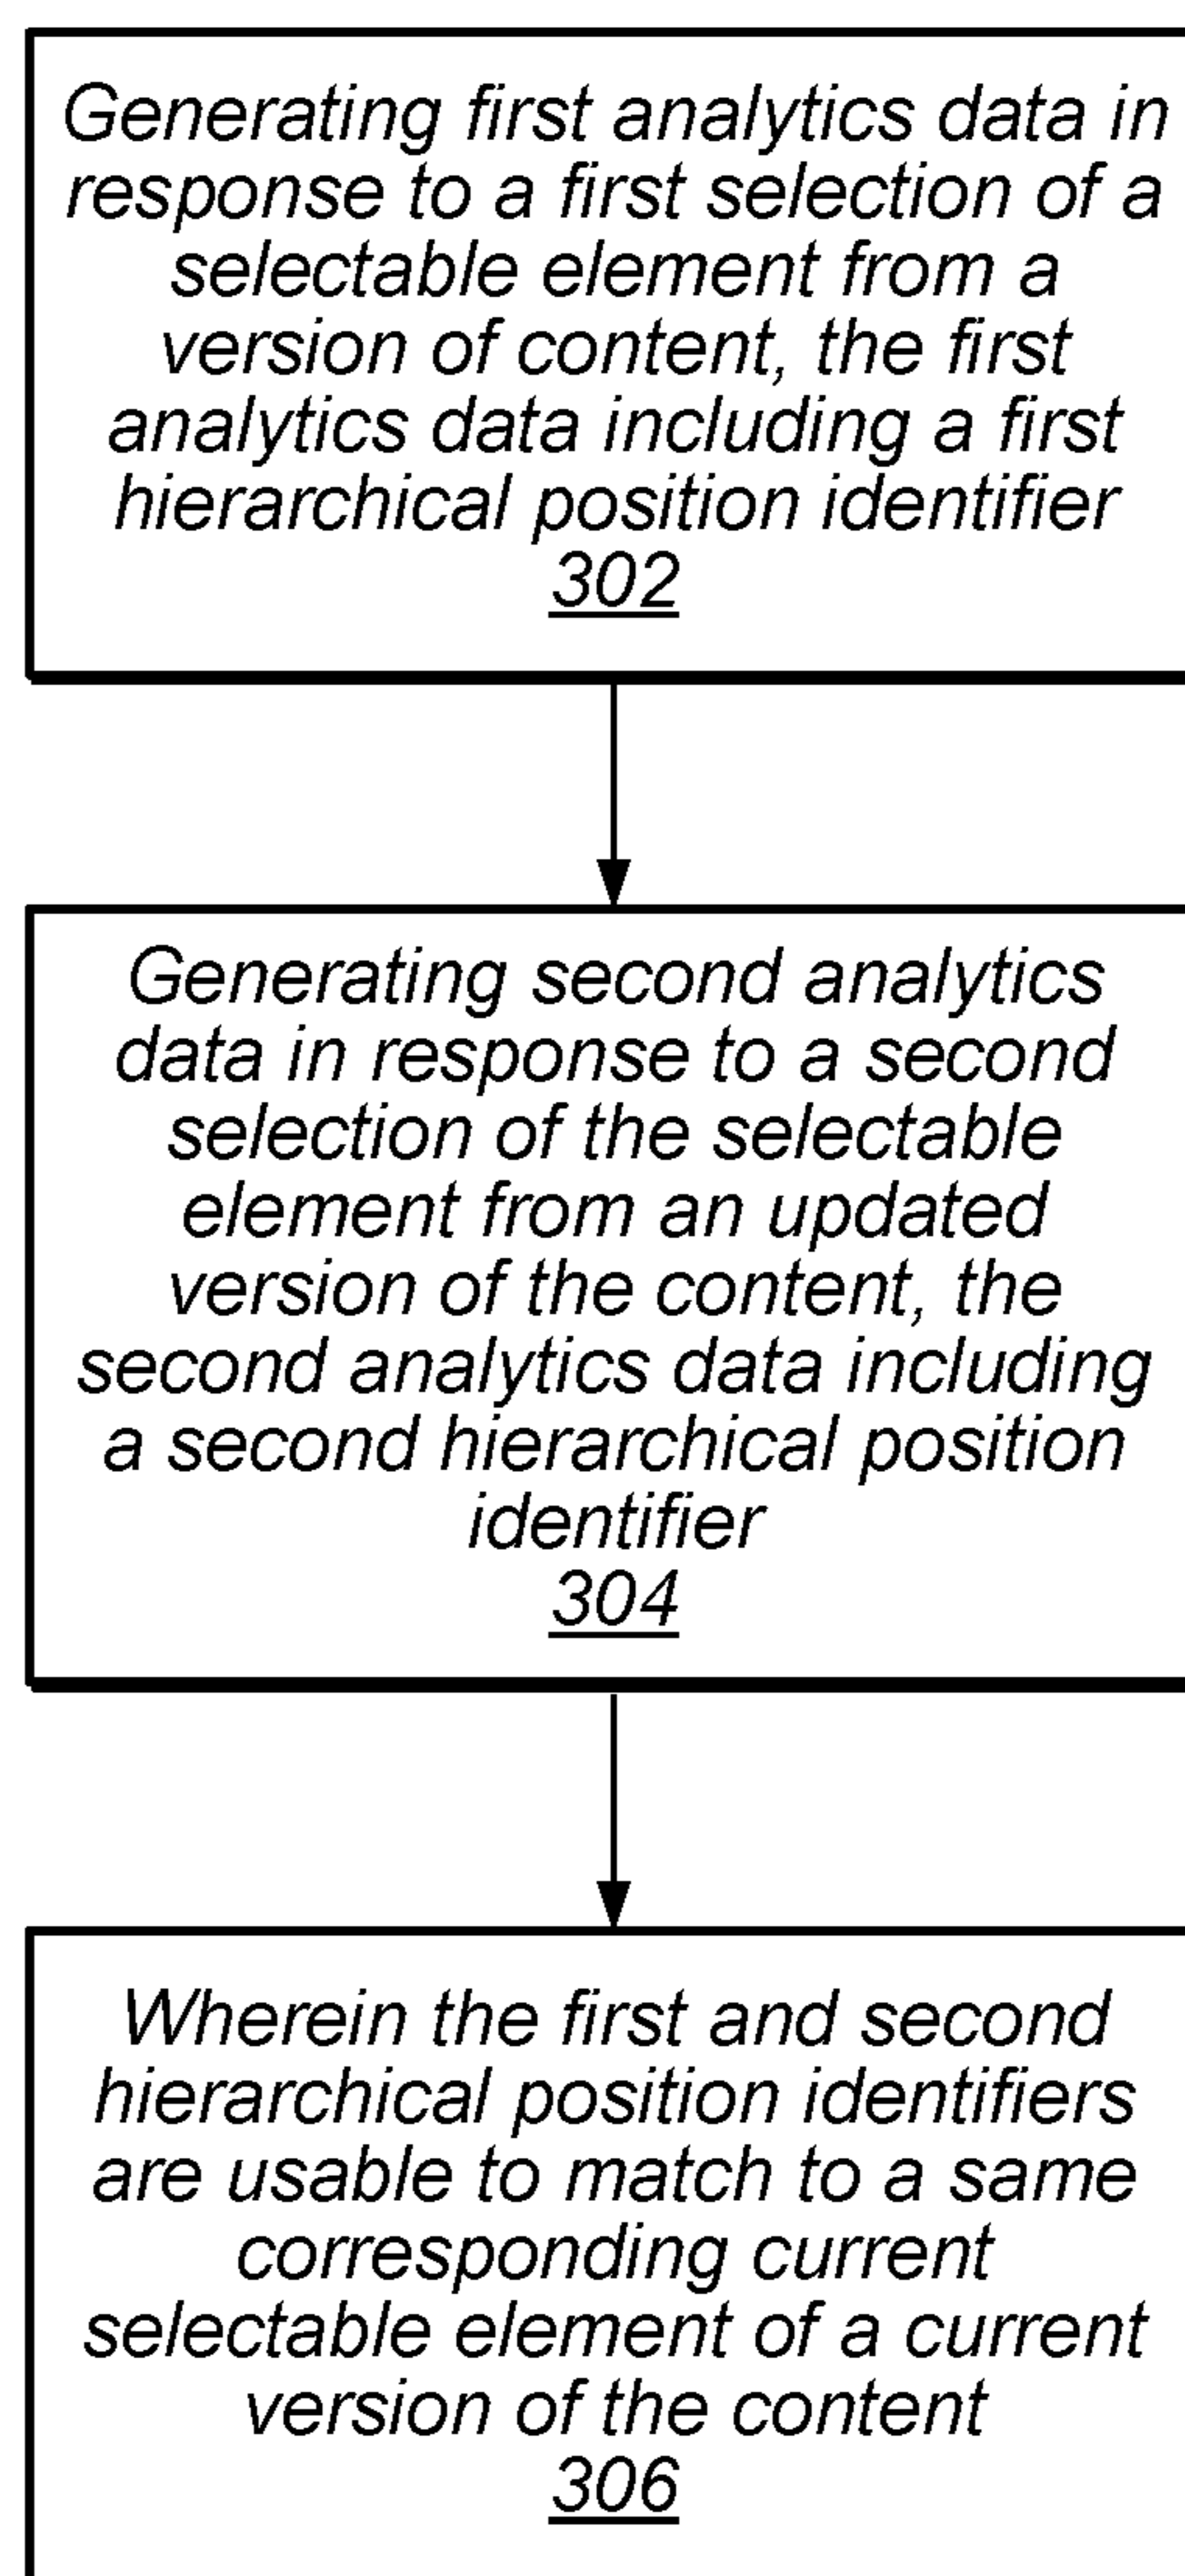 Generating first analytics data in
response to a first selection of a
selectable element from a
version of content, the first
analytics data including a first
hierarchical position identifier
302
Generating second analytics
data in response to a second
selection of the selectable
element from an updated
version of the content, the
second analytics data including
a second hierarchical position
identifier
304
Wherein the first and second
hierarchical position identifiers
are usable to match to a same
corresponding current
selectable element of a current
version of the content
306